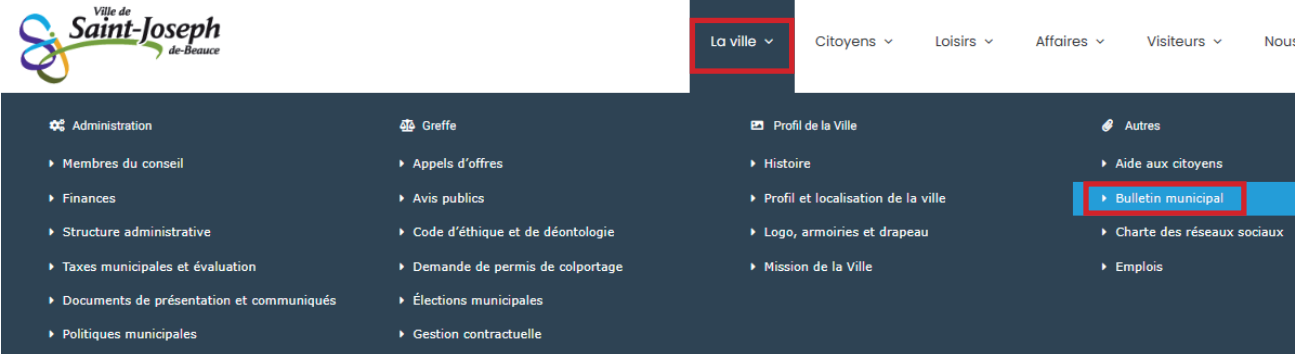 Ville de
Saint-Joseph
de-Beauce
La ville
Citoyens
Loisirs
Affaires
Visiteurs
Nous
Administration
Membres du conseil
Finances
Structure administrative
Taxes municipales et évaluation
Documents de présentation et communiqués
Politiques municipales
Greffe
Appels d'offres
Avis publics
Code d'éthique et de déontologie
Demande de permis de colportage
Élections municipales
Gestion contractuelle
Profil de la Ville
Histoire
Profil et localisation de la ville
Logo, armoiries et drapeau
Mission de la Ville
Autres
Aide aux citoyens
Bulletin municipal
Charte des réseaux sociaux
Emplois